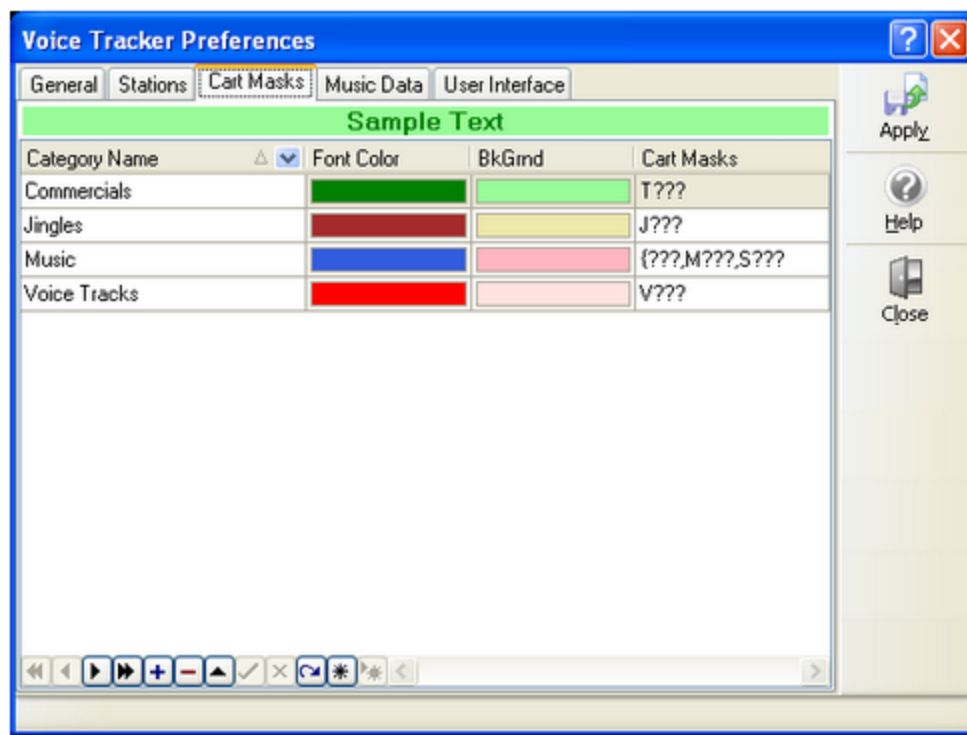 Voice Tracker Preferences
General Stations Cart Masks Music Data User Interface
Sample Text
Category Name Font Color BkGrnd Cart Masks
Commercials T???
Jingles J???
Music {???,M???,S???
Voice Tracks V???
Apply
Help
Close